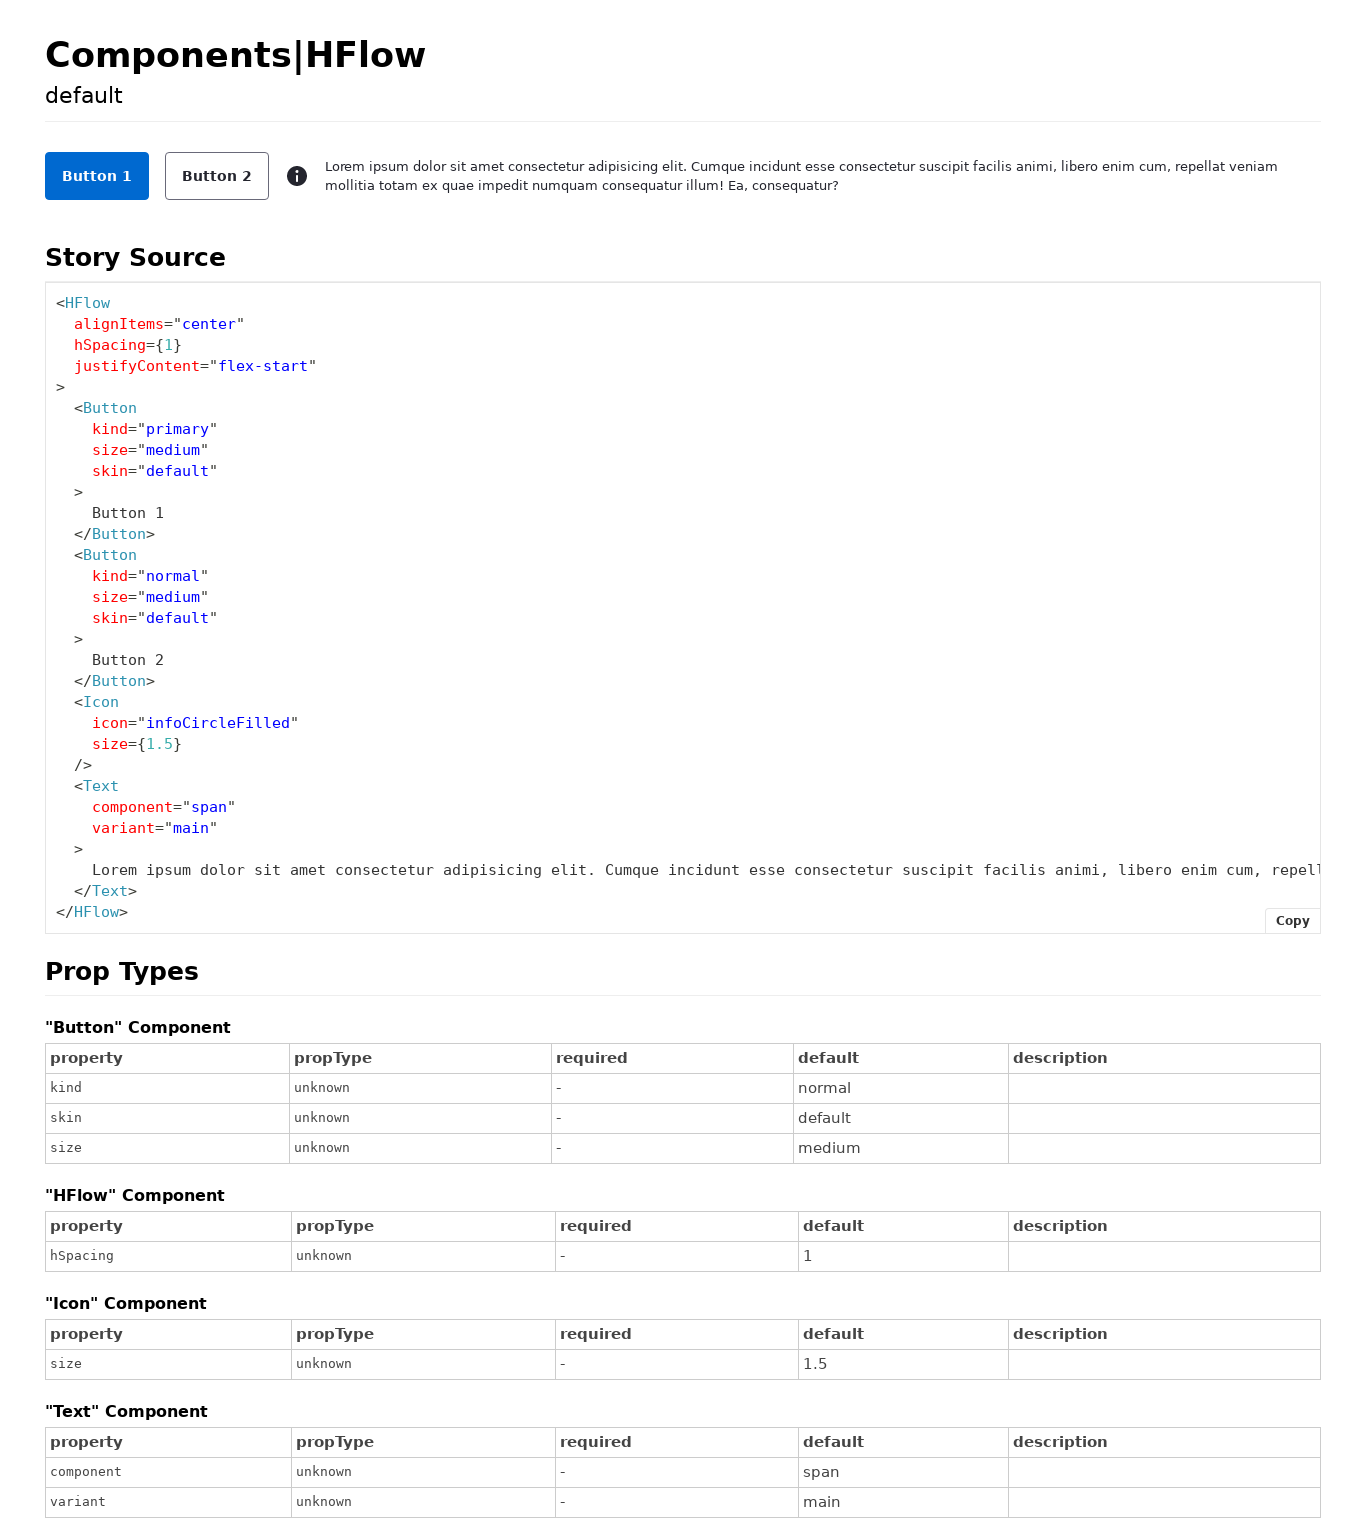 Components|HFlow
default
Button 1 Button 2 Lorem ipsum dolor sit amet consectetur adipisicing elit. Cumque incidunt esse consectetur suscipit facilis animi, libero enim cum, repellat veniam
mollitia totam ex quae impedit numquam consequatur illum! Ea, consequatur?
Story Source
<HFlow
  alignItems="center"
  hSpacing={1}
  justifyContent="flex-start"
>
  <Button
    kind="primary"
    size="medium"
    skin="default"
  >
    Button 1
  </Button>
  <Button
    kind="normal"
    size="medium"
    skin="default"
  >
    Button 2
  </Button>
  <Icon
    icon="infoCircleFilled"
    size={1.5}
  />
  <Text
    component="span"
    variant="main"
  >
    Lorem ipsum dolor sit amet consectetur adipisicing elit. Cumque incidunt esse consectetur suscipit facilis animi, libero enim cum,
  </Text>
</HFlow>
Copy
Prop Types
"Button" Component
property propType required default description
kind unknown - normal
skin unknown - default
size unknown - medium
"HFlow" Component
property propType required default description
hSpacing unknown - 1
"Icon" Component
property propType required default description
size unknown - 1.5
"Text" Component
property propType required default description
component unknown - span
variant unknown - main